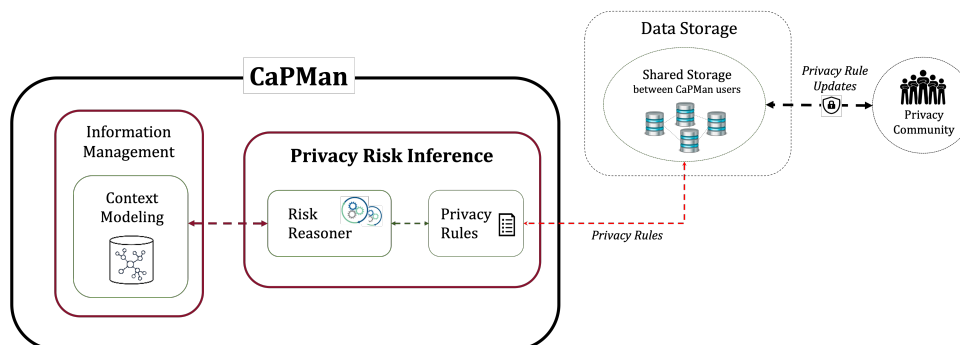 CaPMan
Information
Management
Context
Modeling
Privacy Risk Inference
Risk
Reasoner
Privacy
Rules
Privacy Rules
Data Storage
Shared Storage
between CaPMan users
Privacy Rule
Updates
Privacy
Community